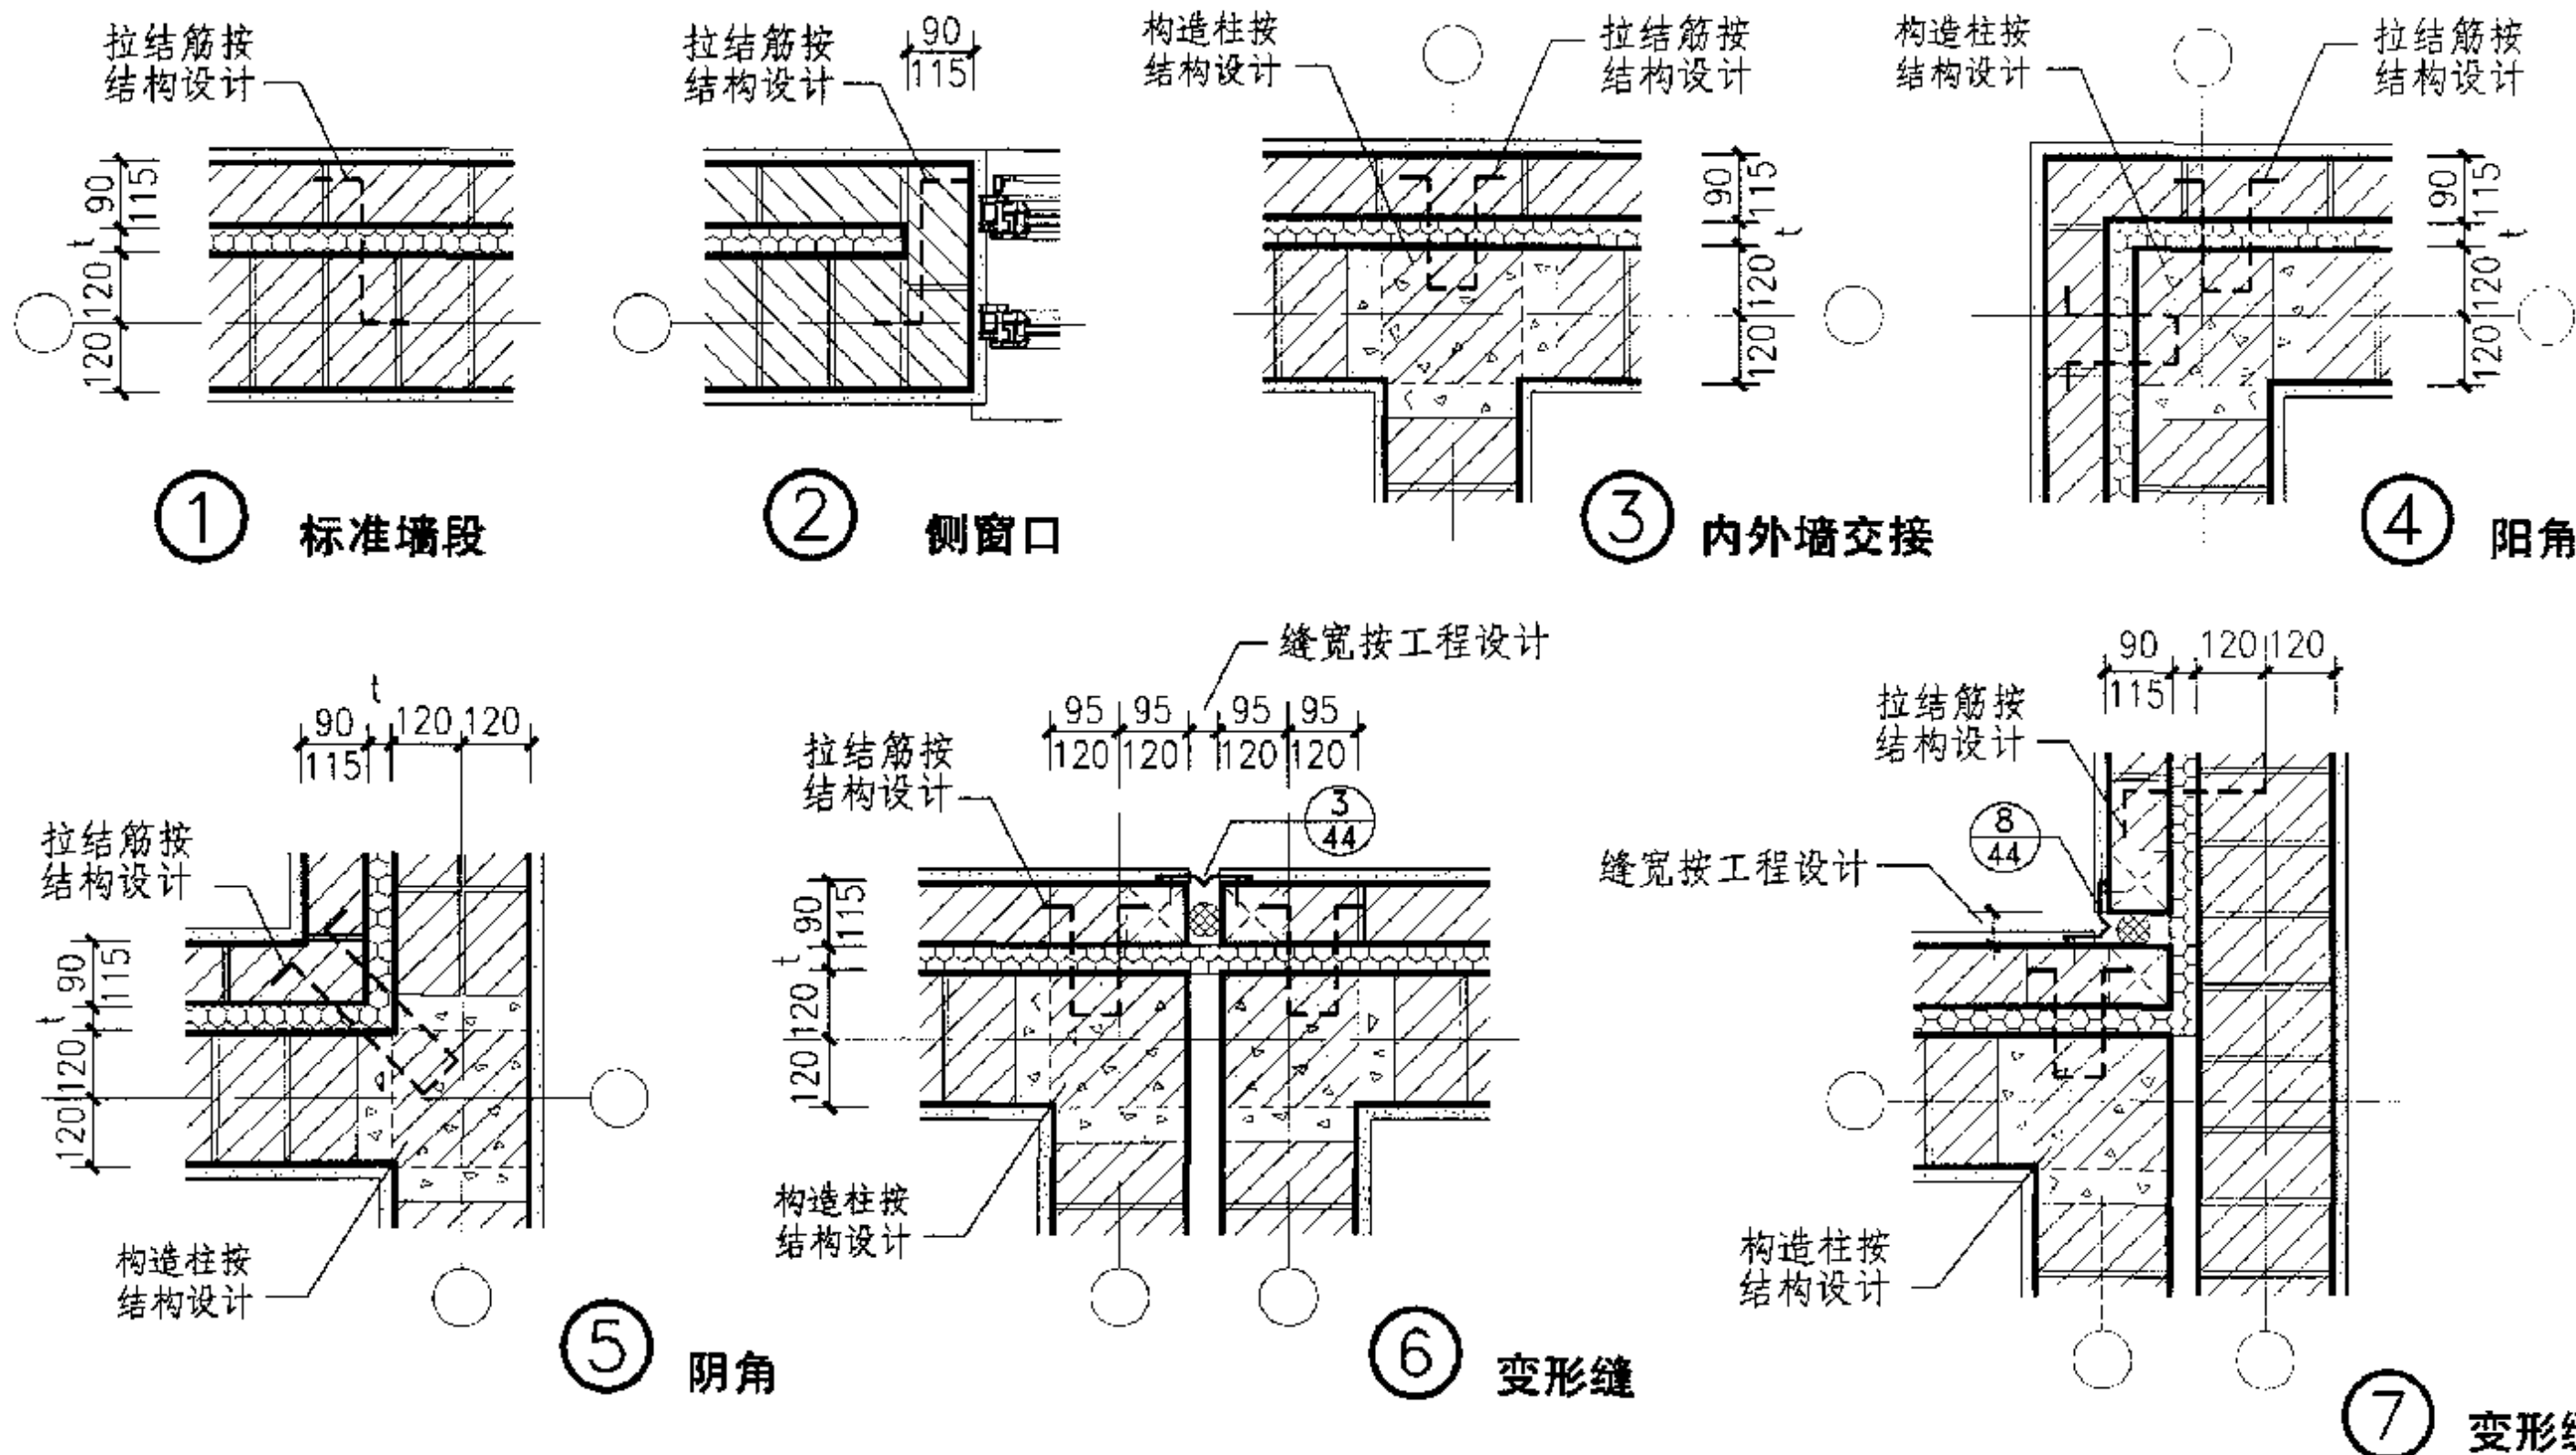 拉结筋按
结构设计
90
115
t
120
120
① 标准墙段
拉结筋按
结构设计
90
115
② 侧窗口
构造柱按
结构设计
拉结筋按
结构设计
90
115
t
120
120
③ 内外墙交接
构造柱按
结构设计
拉结筋按
结构设计
90
115
t
120
120
④ 阳角
t
90
120
120
115
拉结筋按
结构设计
90
115
t
120
120
构造柱按
结构设计
⑤ 阴角
缝宽按工程设计
95 95 95 95
120 120 120 120
拉结筋按
结构设计
3
44
90
115
t
120
120
构造柱按
结构设计
⑥ 变形缝
90 120 120
115
拉结筋按
结构设计
8
44
缝宽按工程设计
构造柱按
结构设计
⑦ 变形